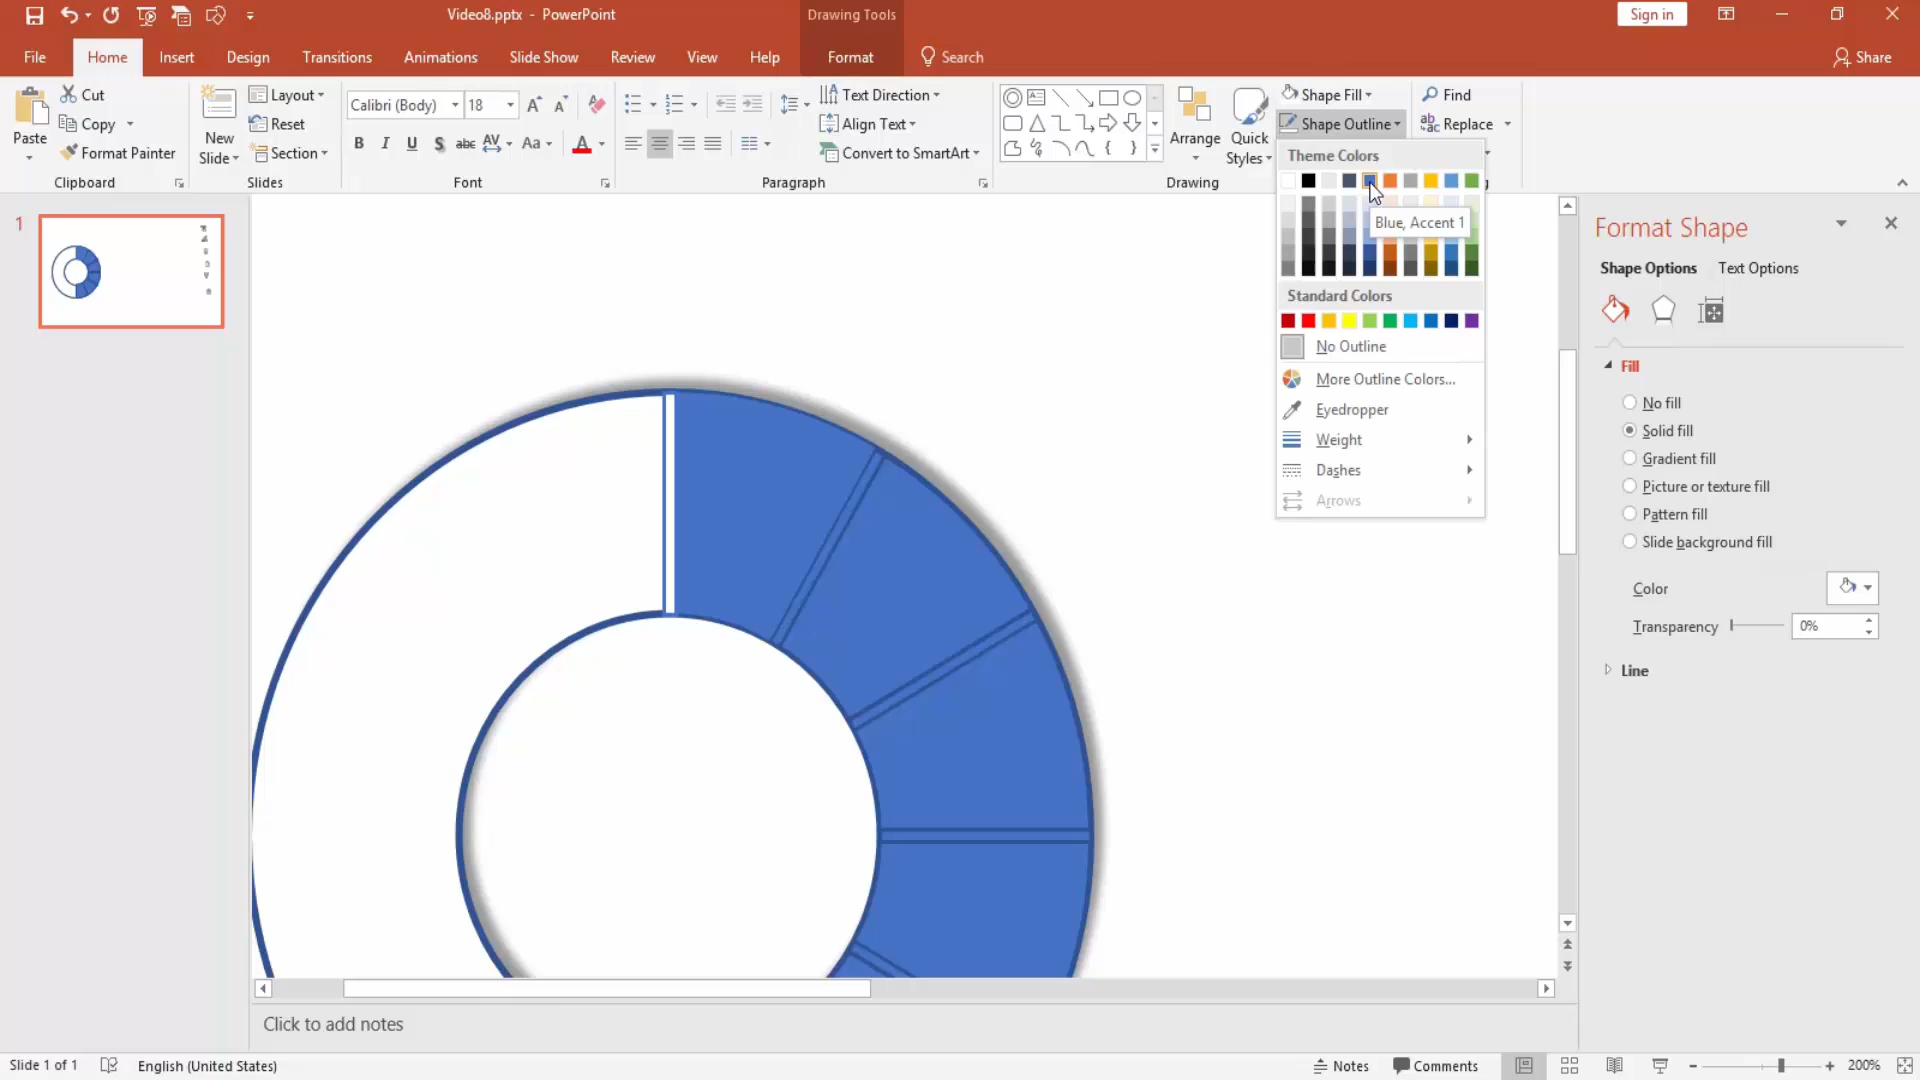 Video8.pptx - PowerPoint
Drawing Tools
Sign in
File
Home
Insert
Design
Transitions
Animations
Slide Show
Review
View
Help
Format
Search
Share
Paste
Cut
Copy
Format Painter
Clipboard
New Slide
Layout
Reset
Section
Slides
Calibri (Body)
18
B I U S abc AV Aa A
Font
Text Direction
Align Text
Convert to SmartArt
Paragraph
Arrange
Quick Styles
Drawing
Shape Fill
Shape Outline
Find
Replace
Theme Colors
Blue, Accent 1
Standard Colors
No Outline
More Outline Colors...
Eyedropper
Weight
Dashes
Arrows
1
Format Shape
Shape Options
Text Options
Fill
No fill
Solid fill
Gradient fill
Picture or texture fill
Pattern fill
Slide background fill
Color
Transparency
0%
Line
Click to add notes
Slide 1 of 1
English (United States)
Notes
Comments
200%